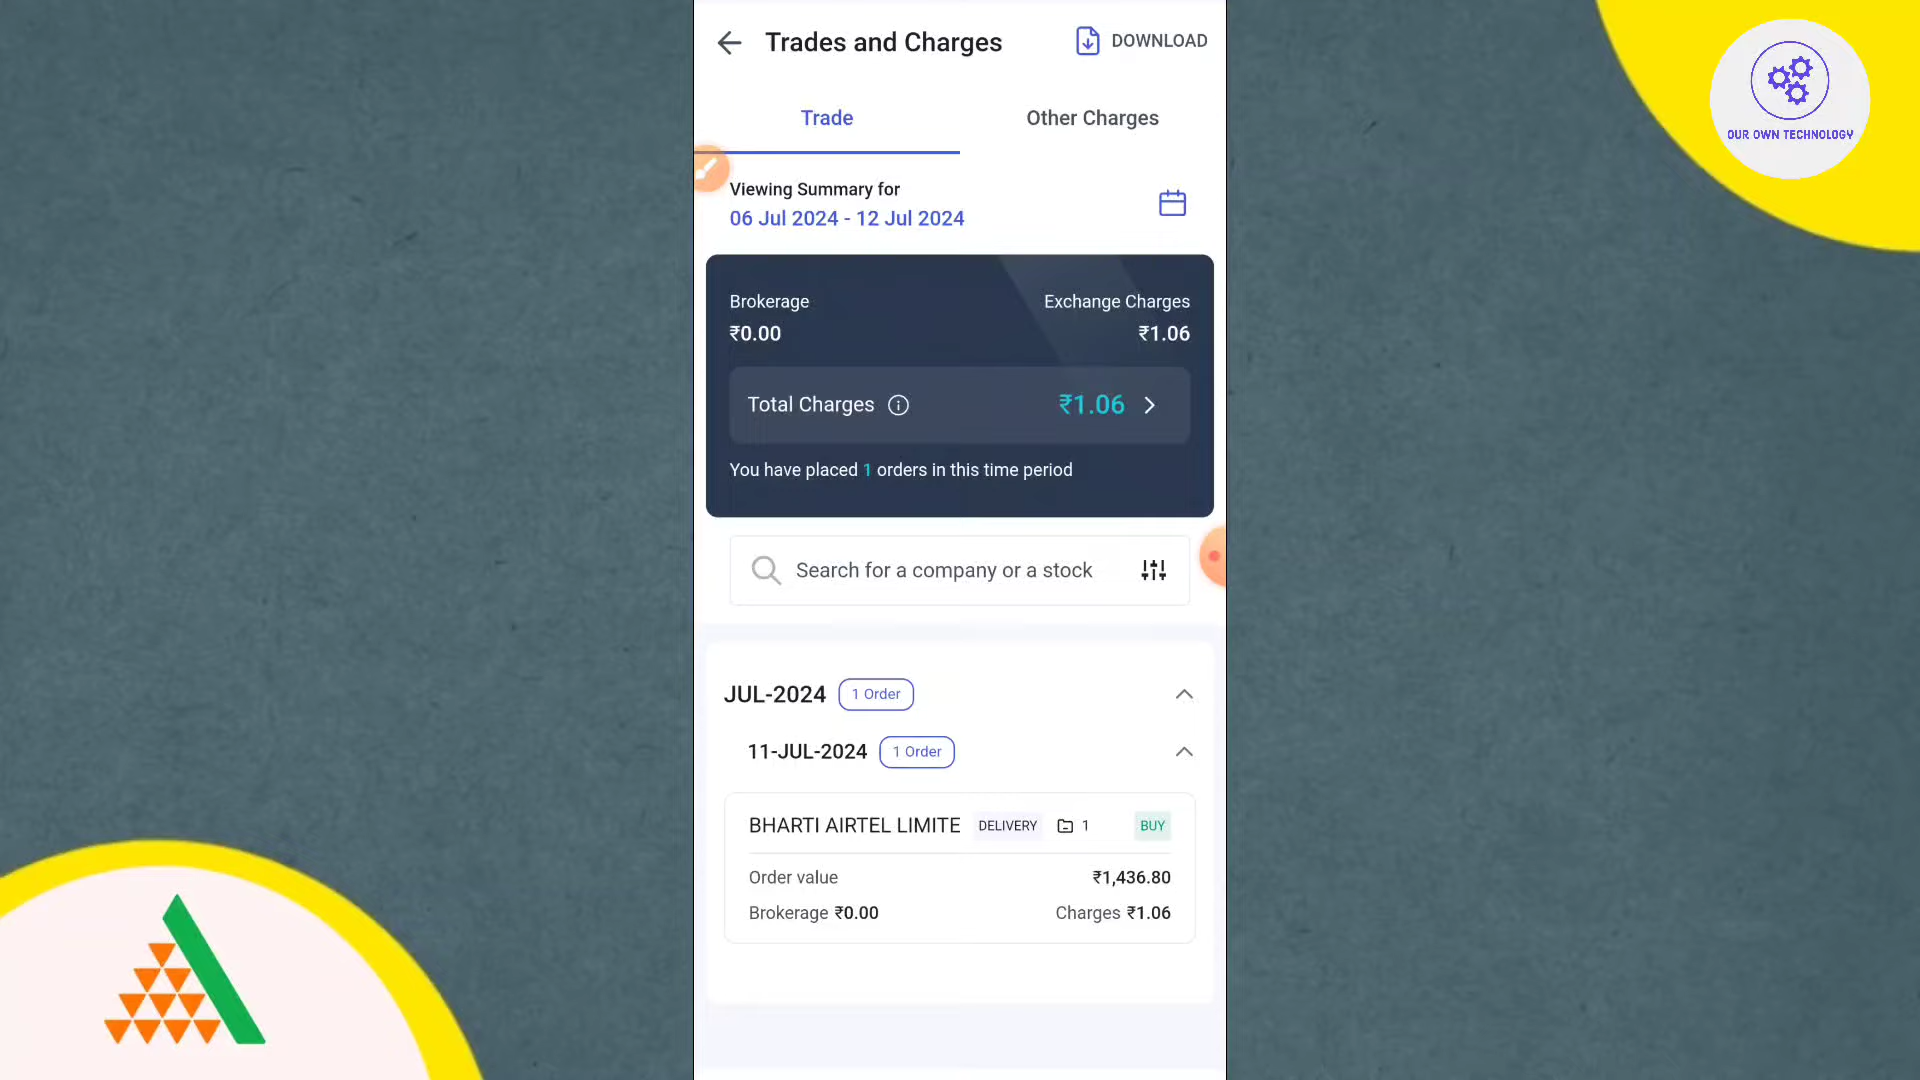 Trades and Charges
DOWNLOAD
OUR OWN TECHNOLOGY
Trade
Other Charges
Viewing Summary for
06 Jul 2024 - 12 Jul 2024
Brokerage
Exchange Charges
₹0.00
₹1.06
Total Charges
₹1.06
You have placed 1 orders in this time period
Search for a company or a stock
JUL-2024
1 Order
11-JUL-2024
1 Order
BHARTI AIRTEL LIMITE DELIVERY 1 BUY
Order value ₹1,436.80
Brokerage ₹0.00 Charges ₹1.06